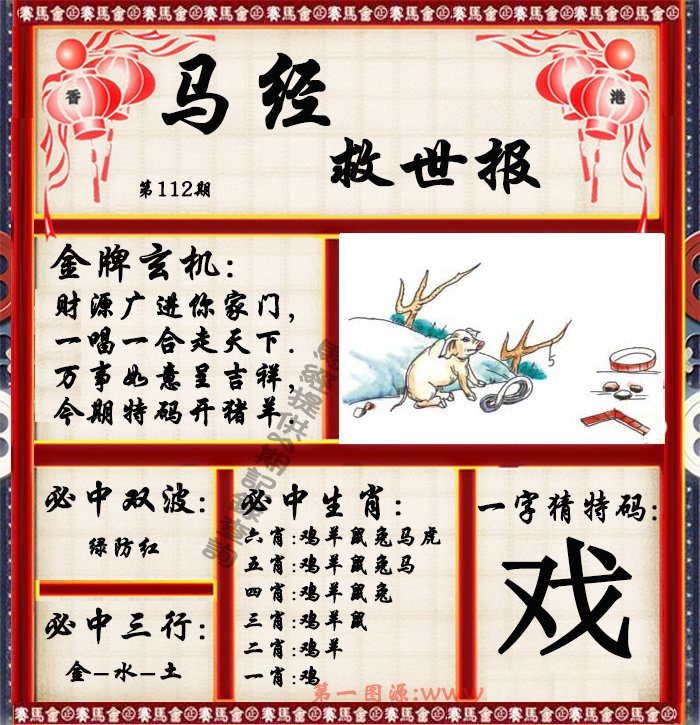 香
港
马经
救世报
第112期
金牌玄机:
财源广进你家门,
一唱一合走天下.
万事如意呈吉祥,
今期特码开猪羊.
5
必中双波:
绿防红
必中三行:
金-水-土
必中生肖:
六肖:鸡羊鼠兔马虎
五肖:鸡羊鼠兔马
四肖:鸡羊鼠兔
三肖:鸡羊鼠
二肖:鸡羊
一肖:鸡
一字猜特码:
戏
第一图源:www